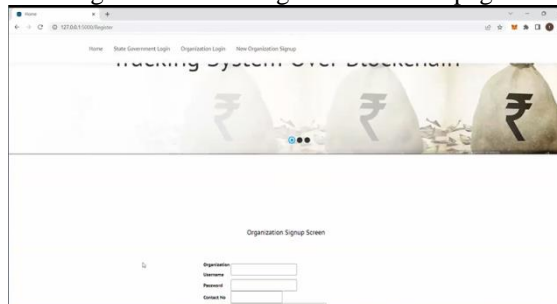 Home
127.0.0.1:5000/Register
Home State Government Login Organization Login New Organization Signup
Tracking System Over Blockchain
₹ ₹ ₹
Organization Signup Screen
Organization
Username
Password
Contact No